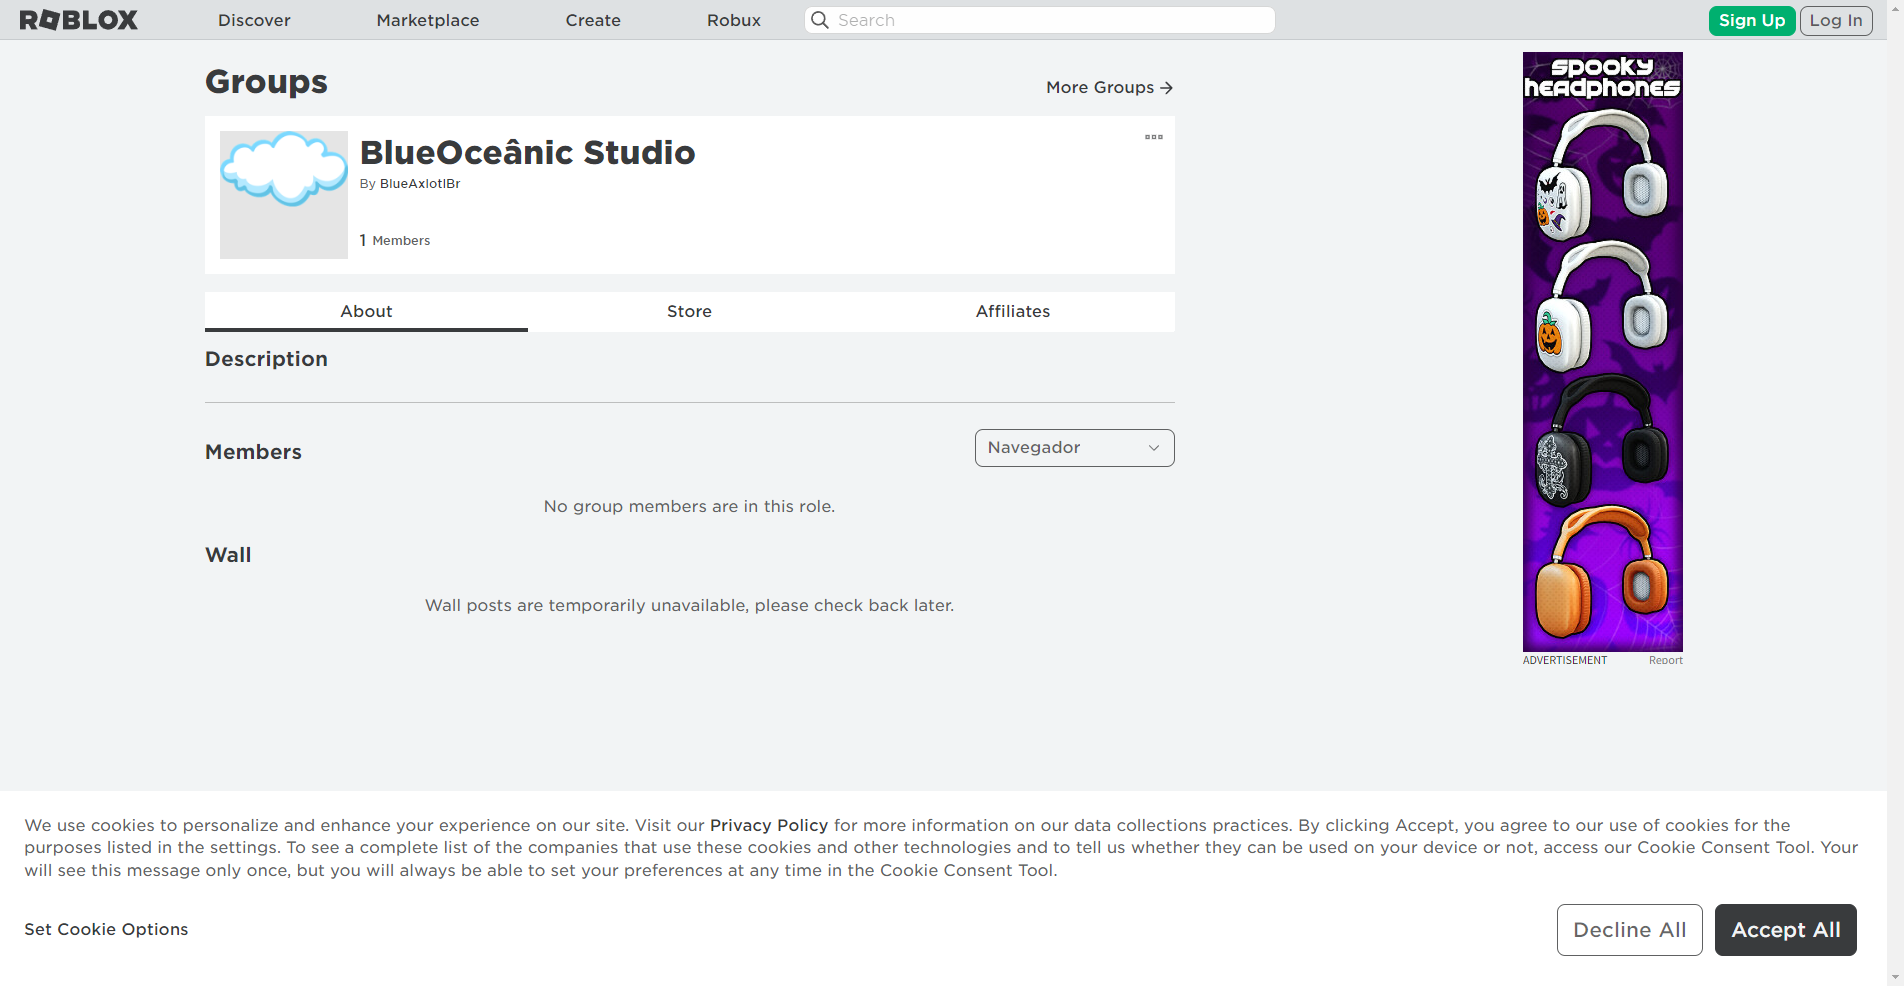 ROBLOX
Discover
Marketplace
Create
Robux
Search
Sign Up
Log In
Groups
More Groups →
BlueOceânic Studio
By BlueAxlotlBr
1 Members
About
Store
Affiliates
Description
Members
Navegador
No group members are in this role.
Wall
Wall posts are temporarily unavailable, please check back later.
spooky
headphones
ADVERTISEMENT
Report
We use cookies to personalize and enhance your experience on our site. Visit our Privacy Policy for more information on our data collections practices. By clicking Accept, you agree to our use of cookies for the
purposes listed in the settings. To see a complete list of the companies that use these cookies and other technologies and to tell us whether they can be used on your device or not, access our Cookie Consent Tool. Your
will see this message only once, but you will always be able to set your preferences at any time in the Cookie Consent Tool.
Set Cookie Options
Decline All
Accept All